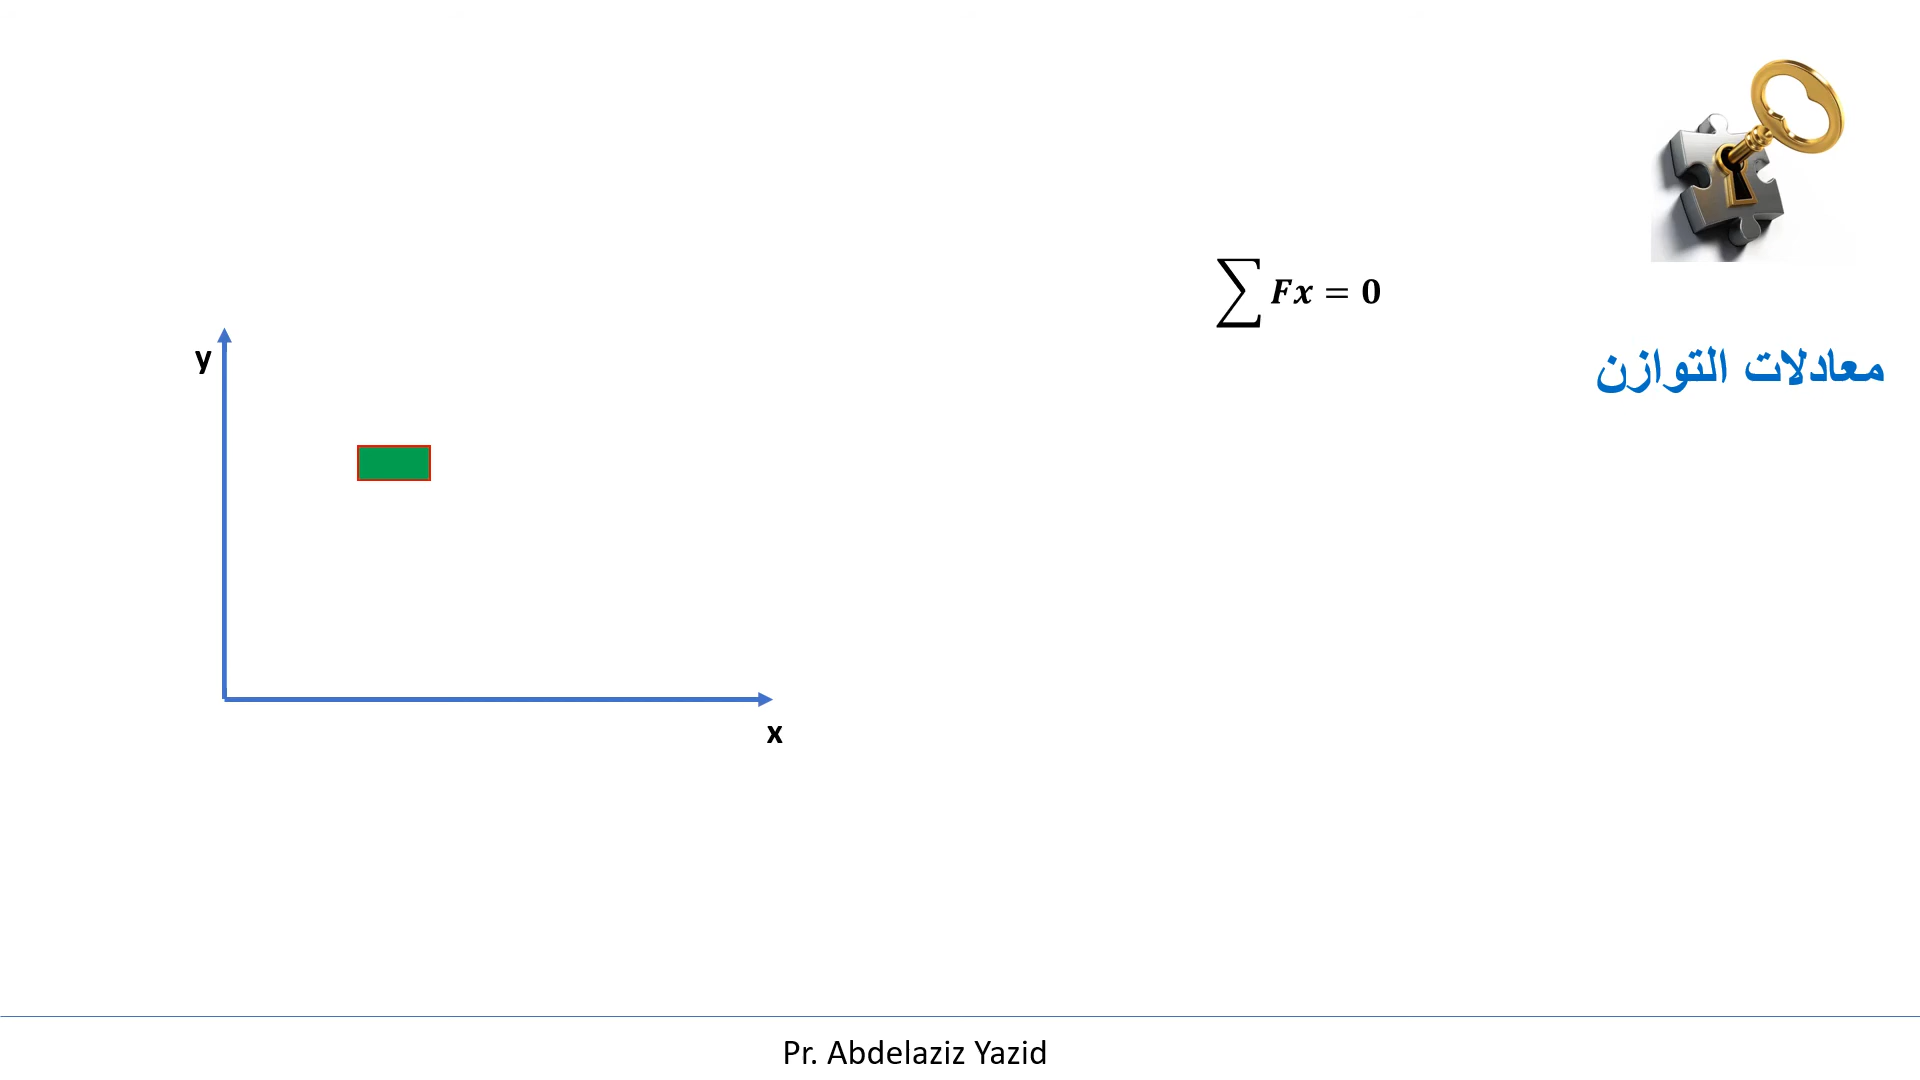 ∑ Fx = 0
معادلات التوازن
y
x
Pr. Abdelaziz Yazid